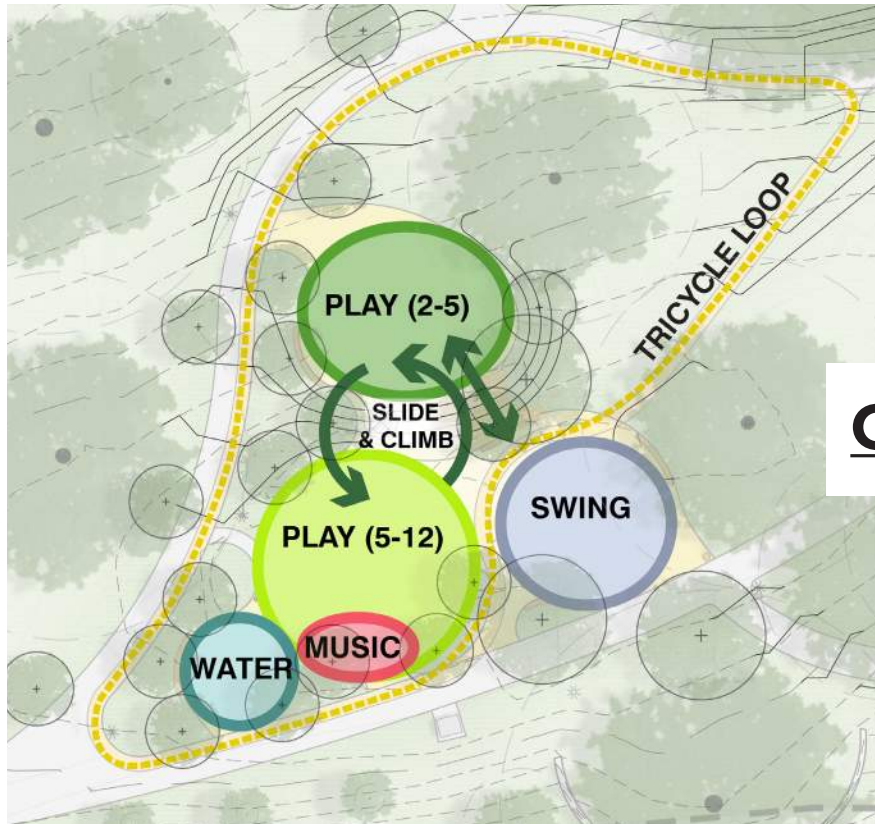 PLAY (2-5)
TRICYCLE LOOP
SLIDE
& CLIMB
SWING
PLAY (5-12)
MUSIC
WATER